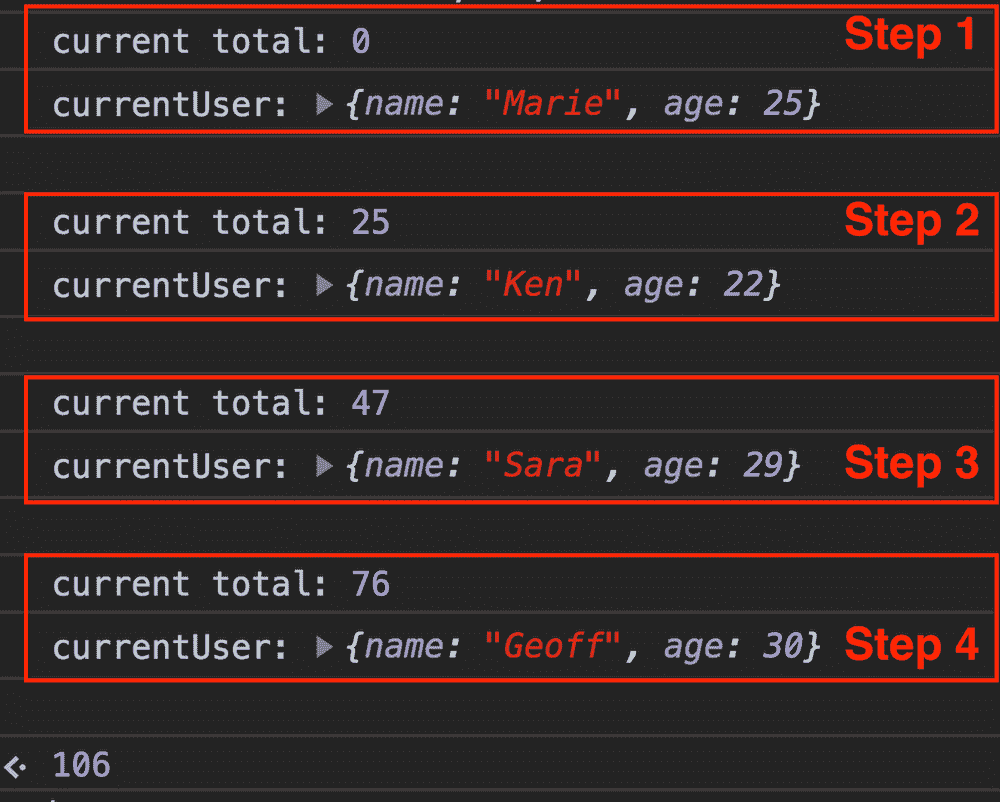 current total: 0 Step 1
currentUser: ▶ {name: "Marie", age: 25}
current total: 25 Step 2
currentUser: ▶ {name: "Ken", age: 22}
current total: 47
currentUser: ▶ {name: "Sara", age: 29} Step 3
current total: 76
currentUser: ▶ {name: "Geoff", age: 30} Step 4
106